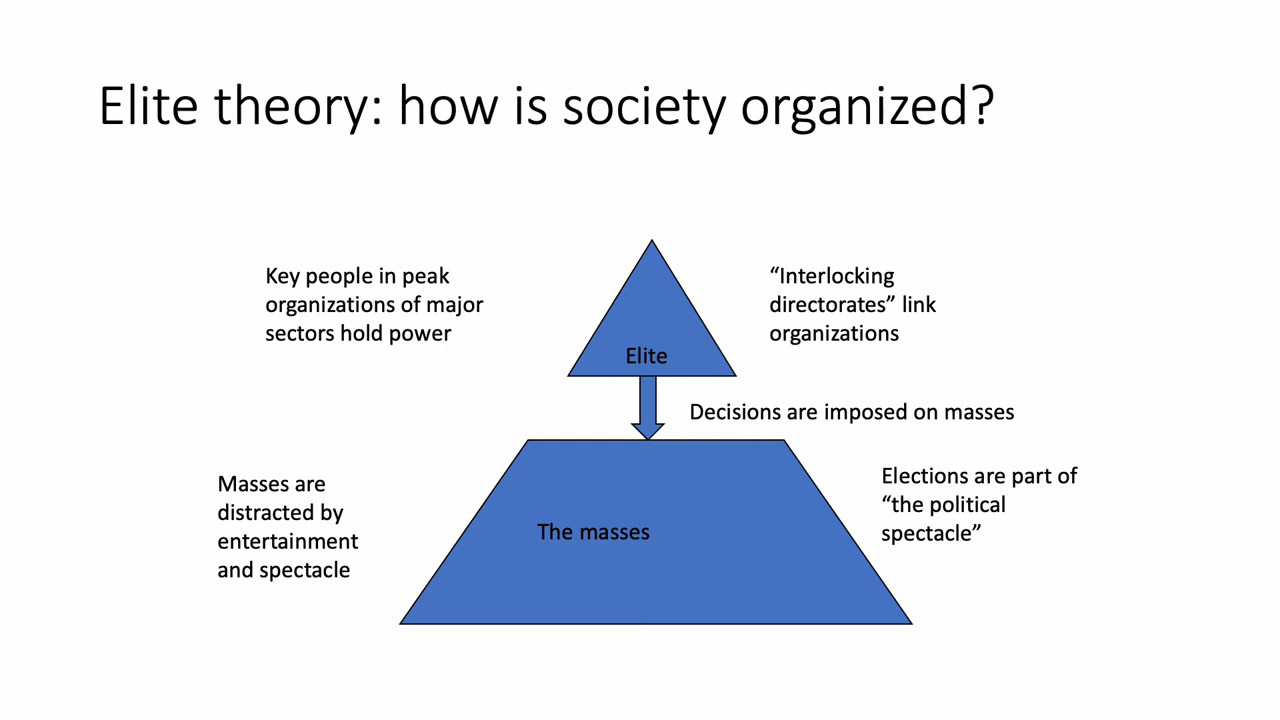 Elite theory: how is society organized?
Key people in peak
organizations of major
sectors hold power
“Interlocking
directorates” link
organizations
Elite
Decisions are imposed on masses
Masses are
distracted by
entertainment
and spectacle
The masses
Elections are part of
“the political
spectacle”